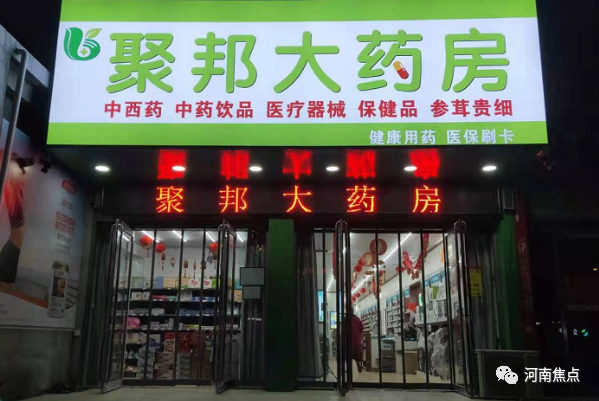 聚邦大药房
中西药 中药饮品 医疗器械 保健品 参茸贵细
健康用药 医保刷卡
聚邦大药房
河南焦点